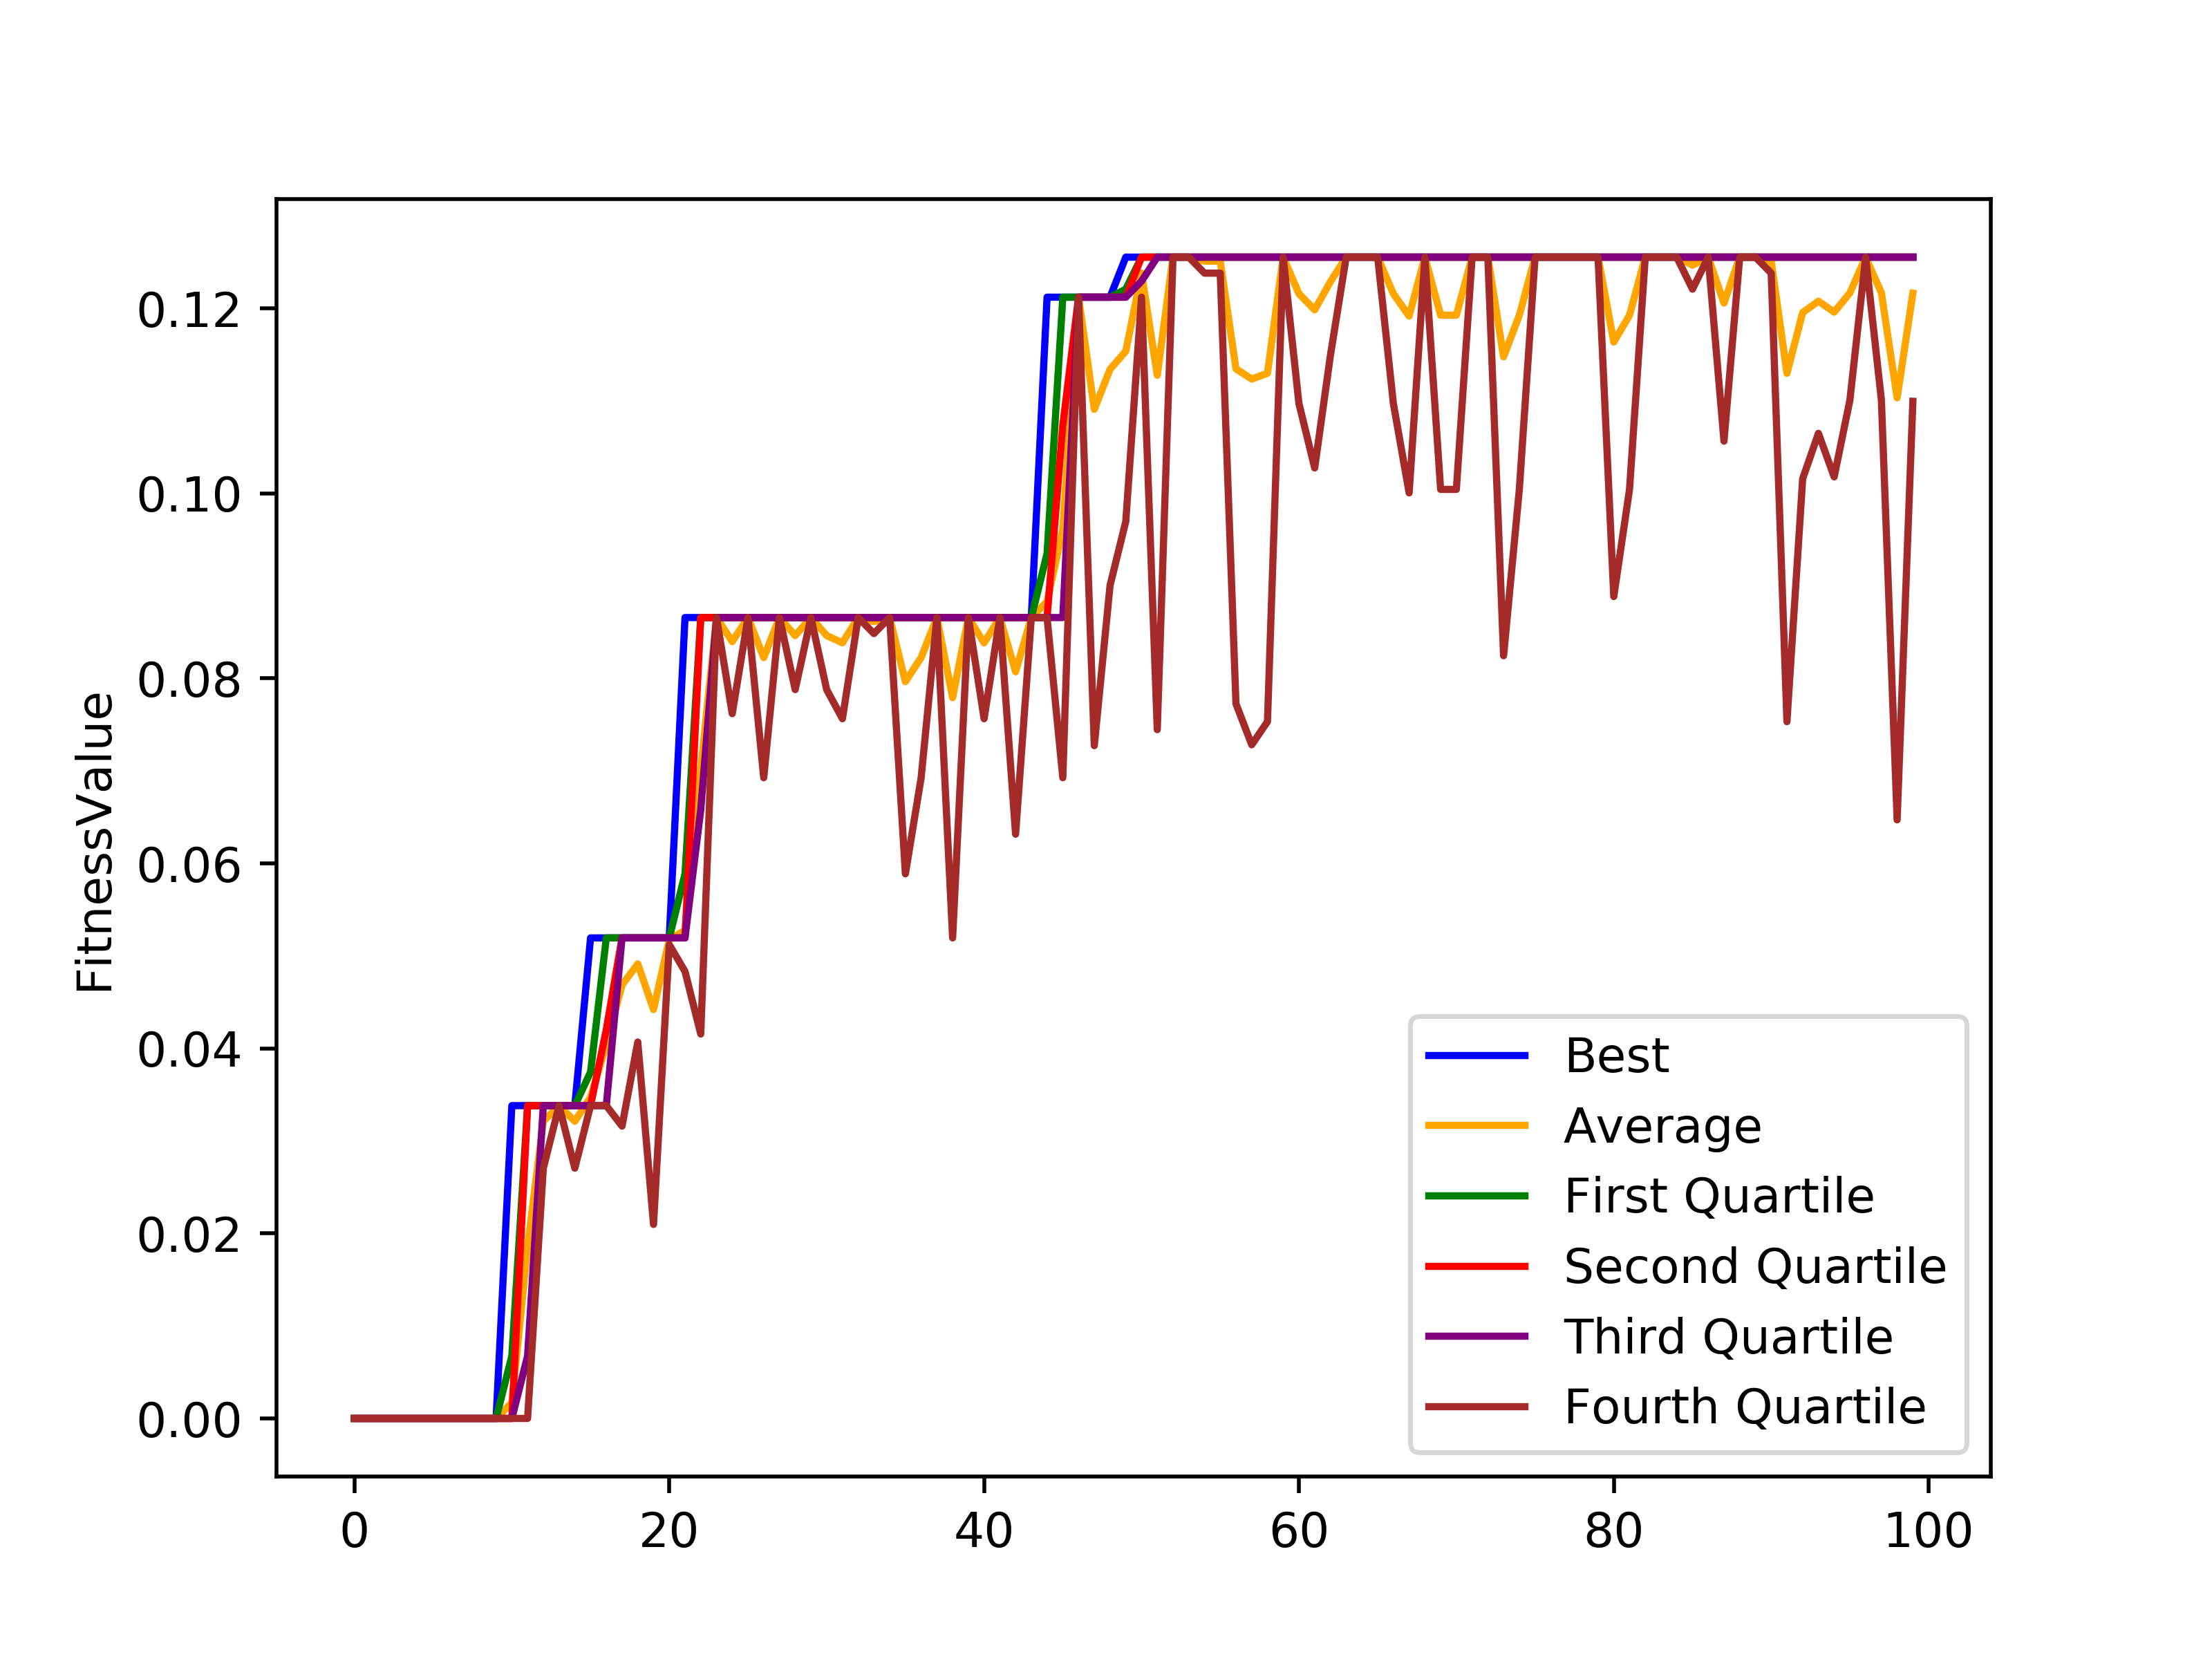 FitnessValue
0.12
0.10
0.08
0.06
0.04
0.02
0.00
0 20 40 60 80 100
Best
Average
First Quartile
Second Quartile
Third Quartile
Fourth Quartile